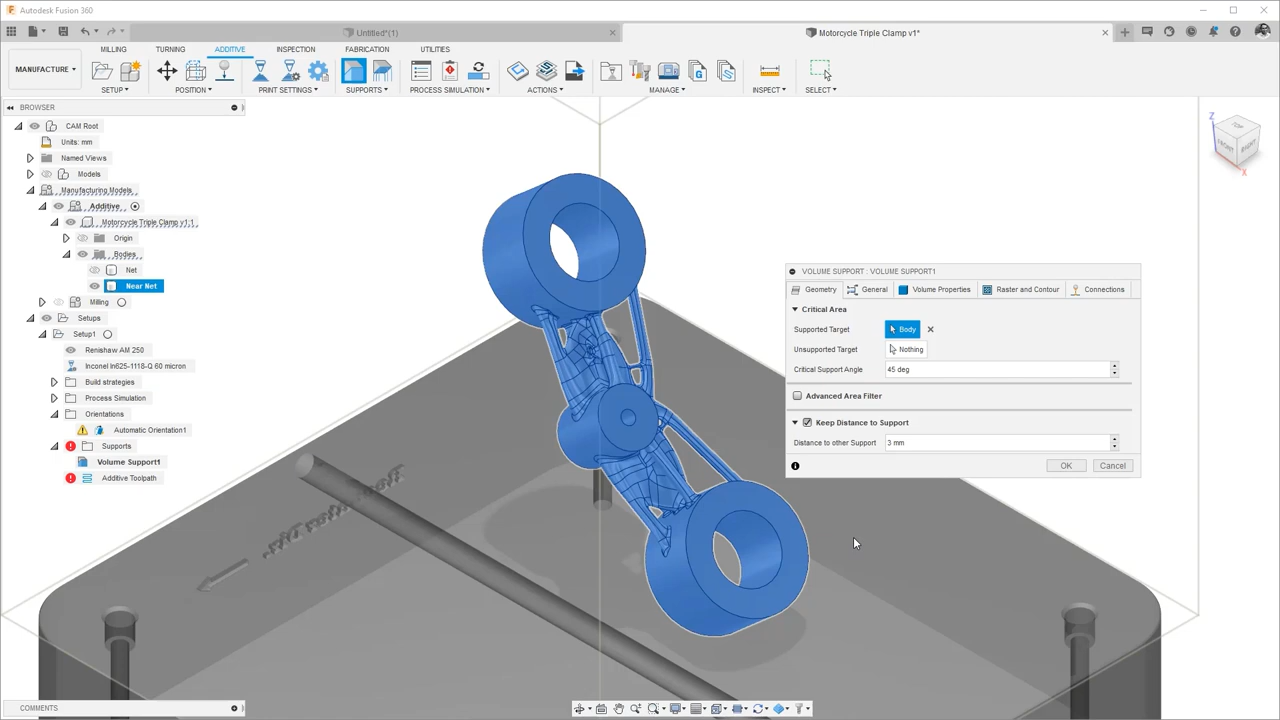 Autodesk Fusion 360
Untitled*(1)
Motorcycle Triple Clamp v1*
MILLING TURNING ADDITIVE INSPECTION FABRICATION UTILITIES
MANUFACTURE
SETUP POSITION PRINT SETTINGS SUPPORTS PROCESS SIMULATION ACTIONS MANAGE INSPECT SELECT
BROWSER
CAM Root
Units: mm
Named Views
Models
Manufacturing Models
Additive
Motorcycle Triple Clamp v1:1
Origin
Bodies
Net
Near Net
Milling
Setups
Setup1
Renishaw AM 250
Inconel In625-1118-Q 60 micron
Build strategies
Process Simulation
Orientations
Automatic Orientation1
Supports
Volume Support1
Additive Toolpath
Z
TOP
FRONT
RIGHT
X
VOLUME SUPPORT : VOLUME SUPPORT1
Geometry General Volume Properties Raster and Contour Connections
Critical Area
Supported Target Body
Unsupported Target Nothing
Critical Support Angle 45 deg
Advanced Area Filter
Keep Distance to Support
Distance to other Support 3 mm
OK Cancel
COMMENTS